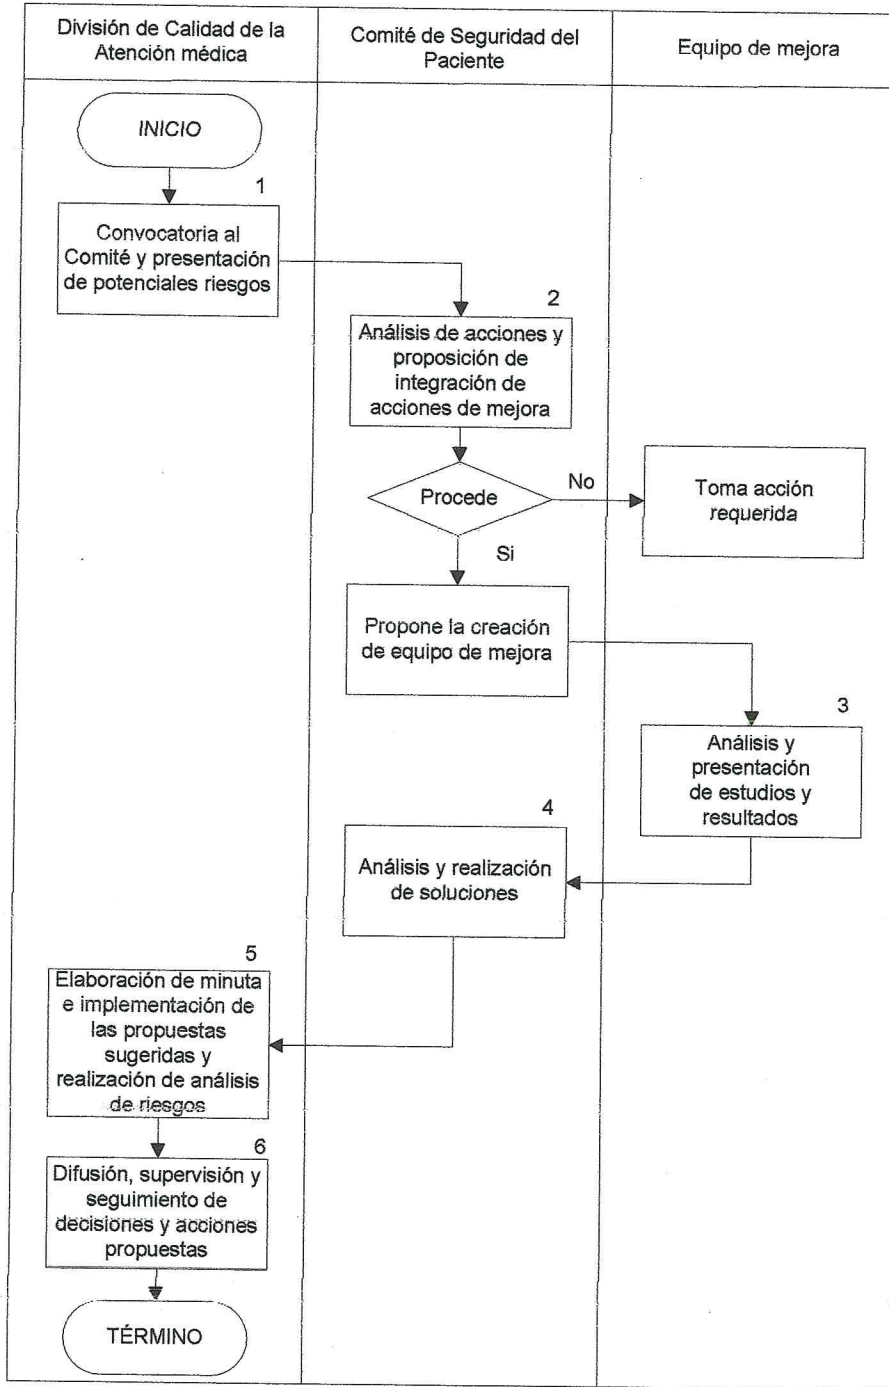 División de Calidad de la
Atención médica
Comité de Seguridad del
Paciente
Equipo de mejora
INICIO
1
Convocatoria al
Comité y presentación
de potenciales riesgos
2
Análisis de acciones y
proposición de
integración de
acciones de mejora
Procede
No
Toma acción
requerida
Si
Propone la creación
de equipo de mejora
3
Análisis y
presentación
de estudios y
resultados
4
Análisis y realización
de soluciones
5
Elaboración de minuta
e implementación de
las propuestas
sugeridas y
realización de análisis
de riesgos
6
Difusión, supervisión y
seguimiento de
decisiones y acciones
propuestas
TÉRMINO